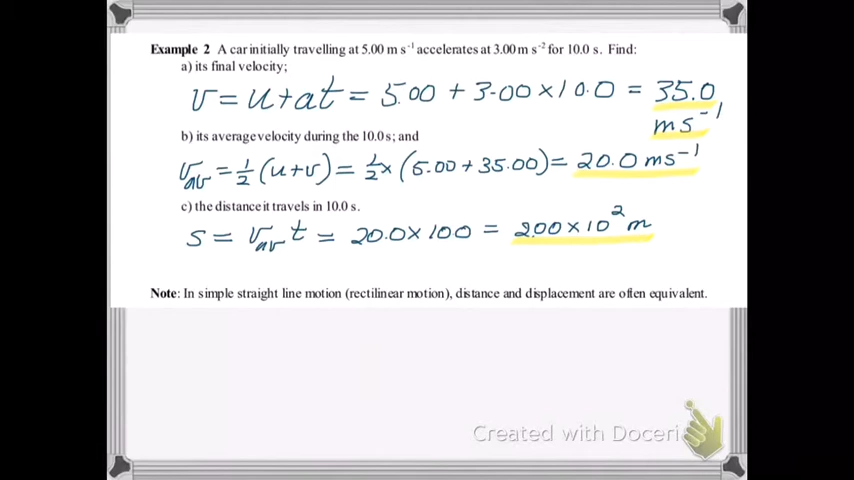 Example 2 A car initially travelling at 5.00 m s⁻¹ accelerates at 3.00 m s⁻² for 10.0 s. Find:
a) its final velocity;
v = u + at = 5.00 + 3.00 × 10.0 = 35.0
ms⁻¹
b) its average velocity during the 10.0 s; and
v_av = ½ (u+v) = ½ × (5.00 + 35.00) = 20.0 ms⁻¹
c) the distance it travels in 10.0 s.
s = v_av t = 20.0 × 100 = 200 × 10² m
Note: In simple straight line motion (rectilinear motion), distance and displacement are often equivalent.
Created with Doceri